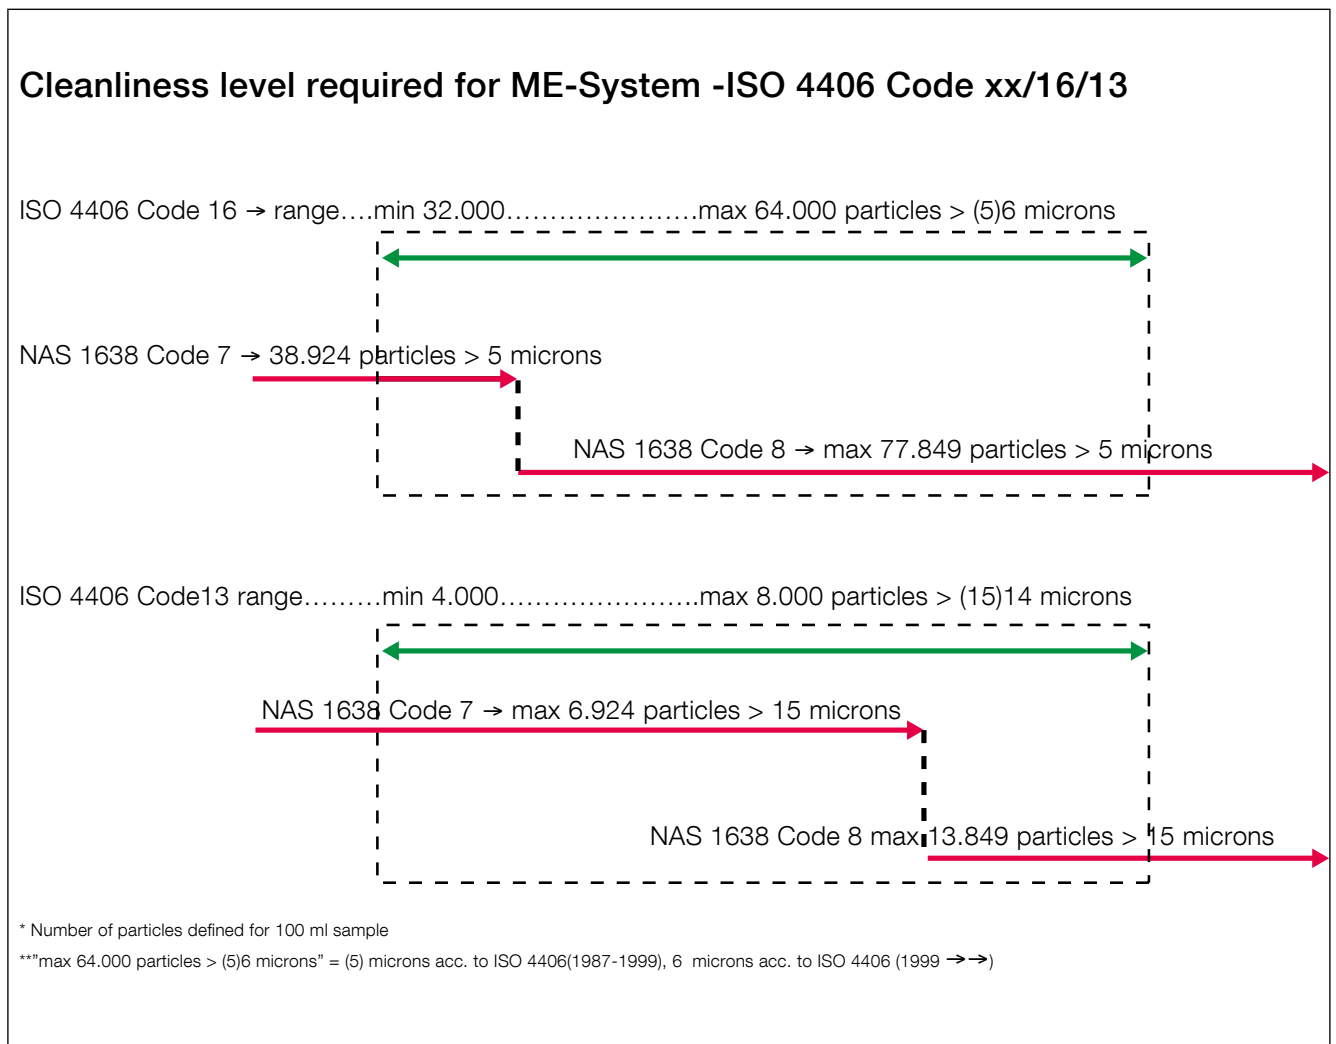 Cleanliness level required for ME-System -ISO 4406 Code xx/16/13
ISO 4406 Code 16 → range....min 32.000........................max 64.000 particles > (5)6 microns
NAS 1638 Code 7 → 38.924 particles > 5 microns
NAS 1638 Code 8 → max 77.849 particles > 5 microns
ISO 4406 Code13 range.........min 4.000.........................max 8.000 particles > (15)14 microns
NAS 1638 Code 7 → max 6.924 particles > 15 microns
NAS 1638 Code 8 max 13.849 particles > 15 microns
* Number of particles defined for 100 ml sample
**”max 64.000 particles > (5)6 microns” = (5) microns acc. to ISO 4406(1987-1999), 6 microns acc. to ISO 4406 (1999 →→)